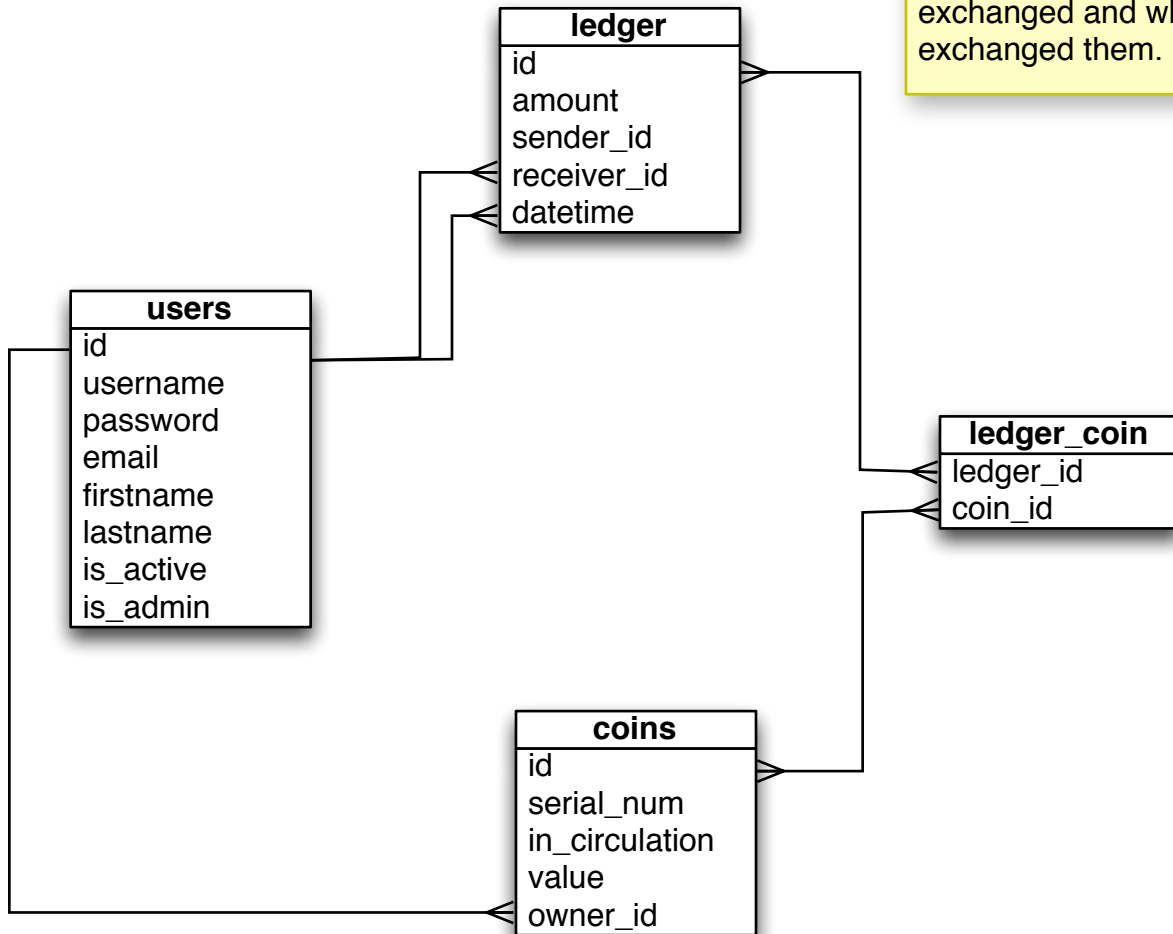 ledger
id
amount
sender_id
receiver_id
datetime
exchanged and
exchanged them.
users
id
username
password
email
firstname
lastname
is_active
is_admin
ledger_coin
ledger_id
coin_id
coins
id
serial_num
in_circulation
value
owner_id